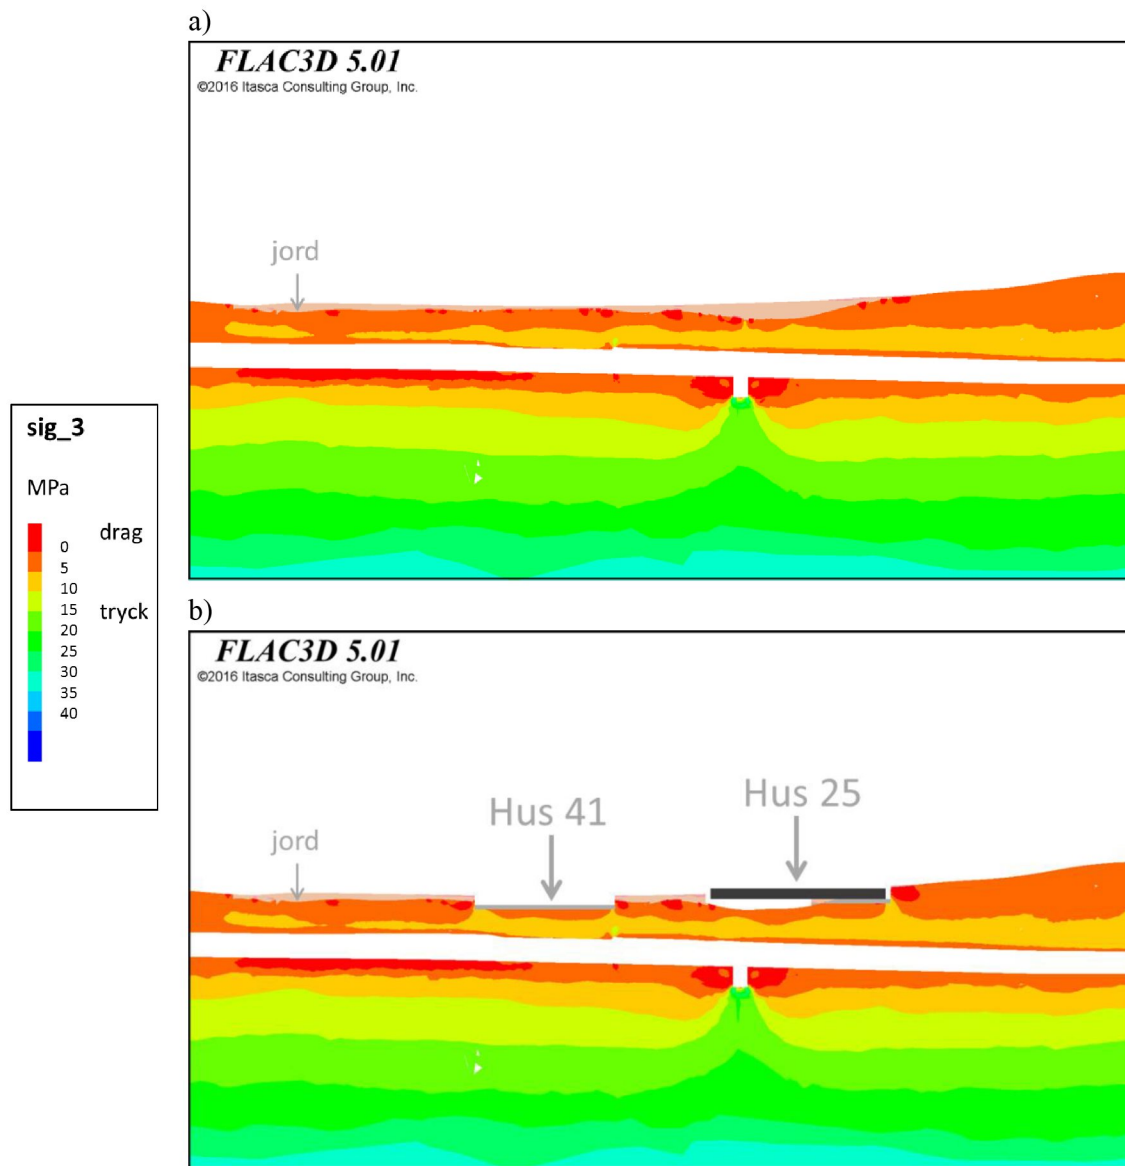 a)
FLAC3D 5.01
©2016 Itasca Consulting Group, Inc.
jord
sig_3
MPa
drag
0
5
10
tryck
15
20
25
30
35
40
b)
FLAC3D 5.01
©2016 Itasca Consulting Group, Inc.
Hus 41
Hus 25
jord